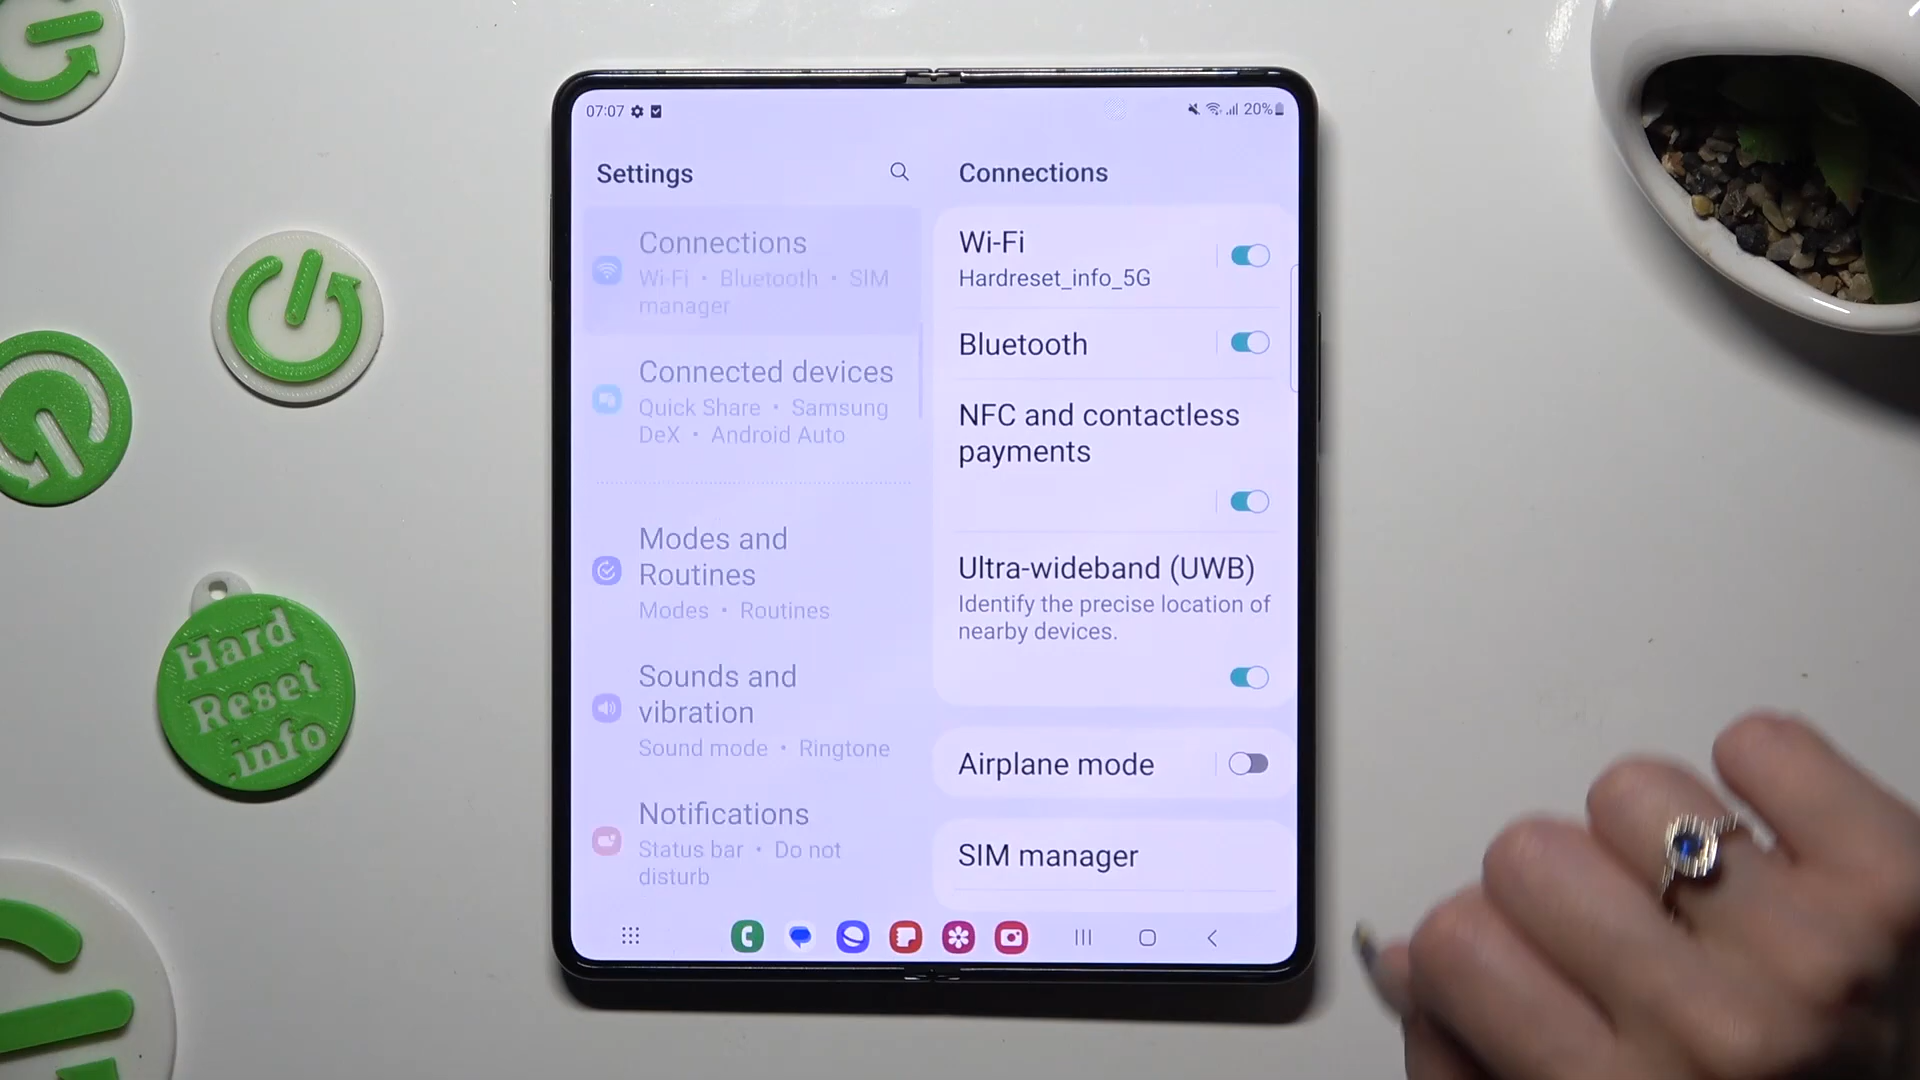 07:07
20%
Settings
Connections
Wi-Fi • Bluetooth • SIM
manager
Connected devices
Quick Share • Samsung
DeX • Android Auto
Modes and
Routines
Modes • Routines
Sounds and
vibration
Sound mode • Ringtone
Notifications
Status bar • Do not
disturb
Connections
Wi-Fi
Hardreset_info_5G
Bluetooth
NFC and contactless
payments
Ultra-wideband (UWB)
Identify the precise location of
nearby devices.
Airplane mode
SIM manager
Hard
Reset
.info